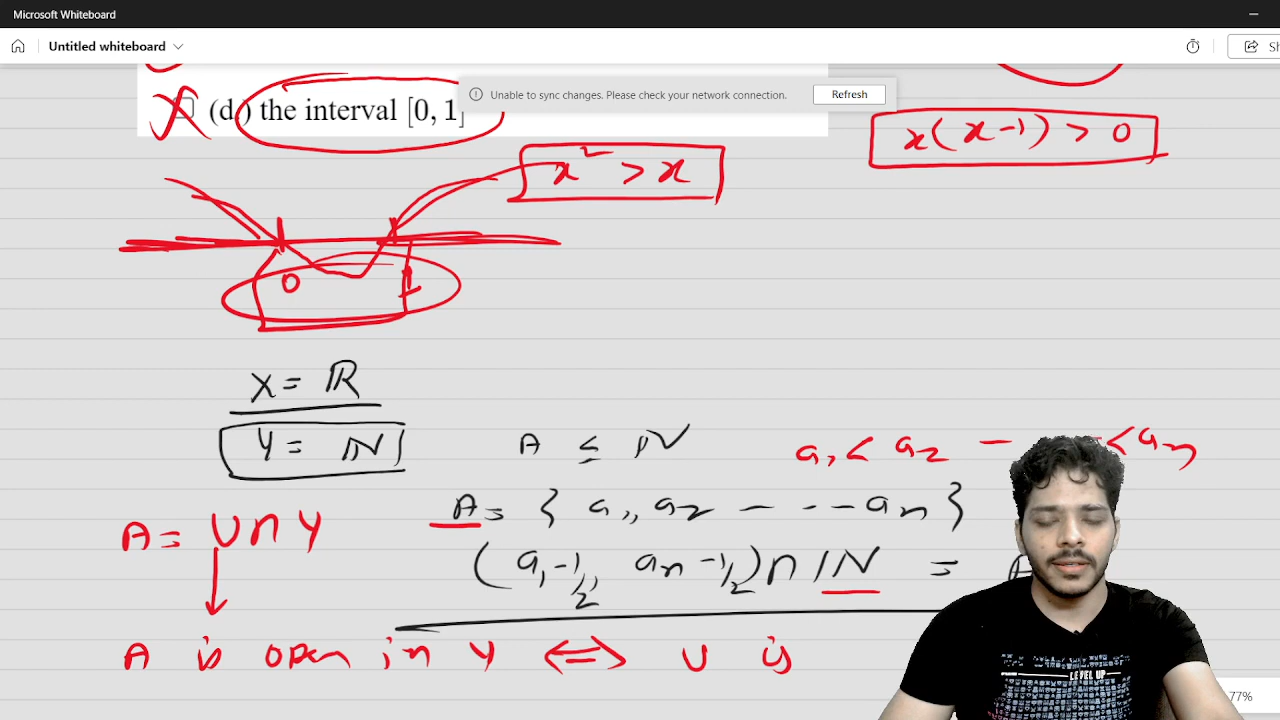 Microsoft Whiteboard
Untitled whiteboard
Sh
Unable to sync changes. Please check your network connection.
Refresh
(d.) the interval [0, 1]
x(x-1) > 0
x² > x
0 1
X = ℝ
Y = ℕ
A ⊆ ℕ
a₁ < a₂ - - - < aₙ
A = U ∩ Y
A = { a₁, a₂ - - - - aₙ }
(a₁-1/2, aₙ-1/2) ∩ ℕ =
A is open in Y ⇔ U is
LEVEL UP
77%